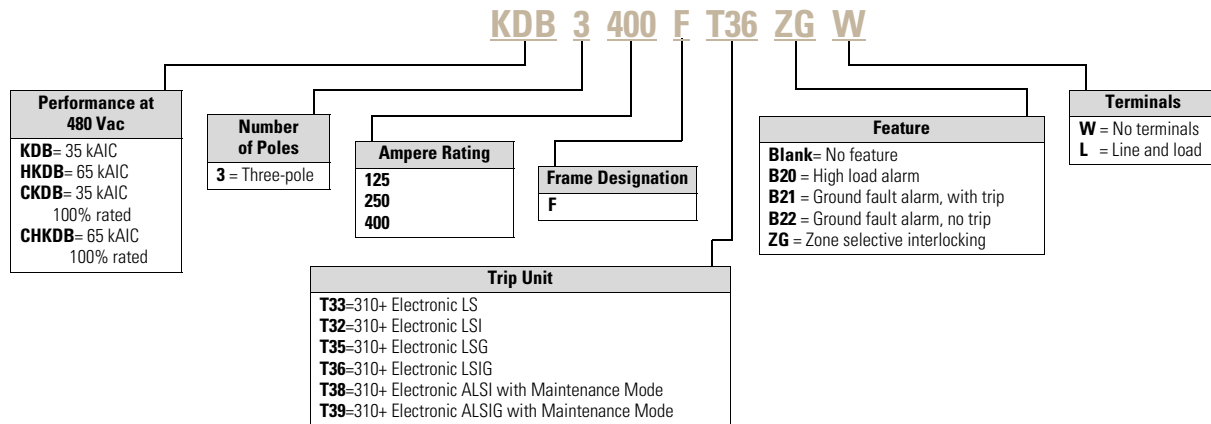 KDB 3 400 F T36 ZG W
Performance at
480 Vac
KDB= 35 kAIC
HKDB= 65 kAIC
CKDB= 35 kAIC
100% rated
CHKDB= 65 kAIC
100% rated
Number
of Poles
3 = Three-pole
Ampere Rating
125
250
400
Frame Designation
F
Trip Unit
T33=310+ Electronic LS
T32=310+ Electronic LSI
T35=310+ Electronic LSG
T36=310+ Electronic LSIG
T38=310+ Electronic ALSI with Maintenance Mode
T39=310+ Electronic ALSIG with Maintenance Mode
Feature
Blank= No feature
B20 = High load alarm
B21 = Ground fault alarm, with trip
B22 = Ground fault alarm, no trip
ZG = Zone selective interlocking
Terminals
W = No terminals
L = Line and load